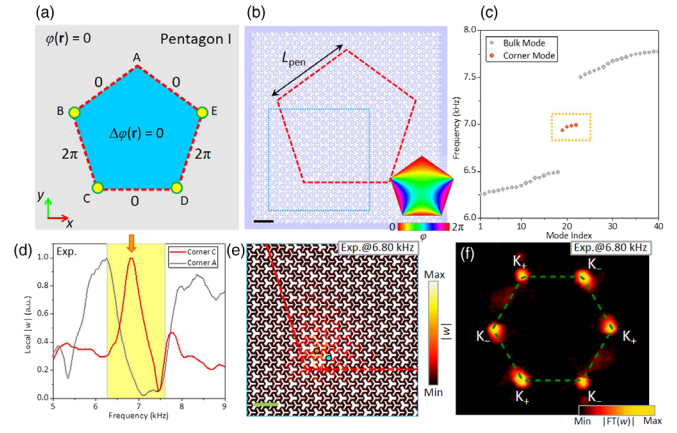 (a)
φ(r) = 0
Pentagon I
A
0
0
B
E
Δφ(r) = 0
2π
2π
C
D
0
y
x
(b)
L_pen
0
2π
φ
(c)
Bulk Mode
Corner Mode
8.0
7.5
7.0
6.5
6.0
Frequency (kHz)
1
10
20
30
40
Mode Index
(d)
Exp.
Corner C
Corner A
1.0
0.8
0.6
0.4
0.2
0.0
Local |w| (a.u.)
5
6
7
8
9
Frequency (kHz)
(e)
Exp.@6.80 kHz
Max
|w|
Min
(f)
Exp.@6.80 kHz
K+
K−
K−
K+
K+
K−
Min
|FT(w)|
Max